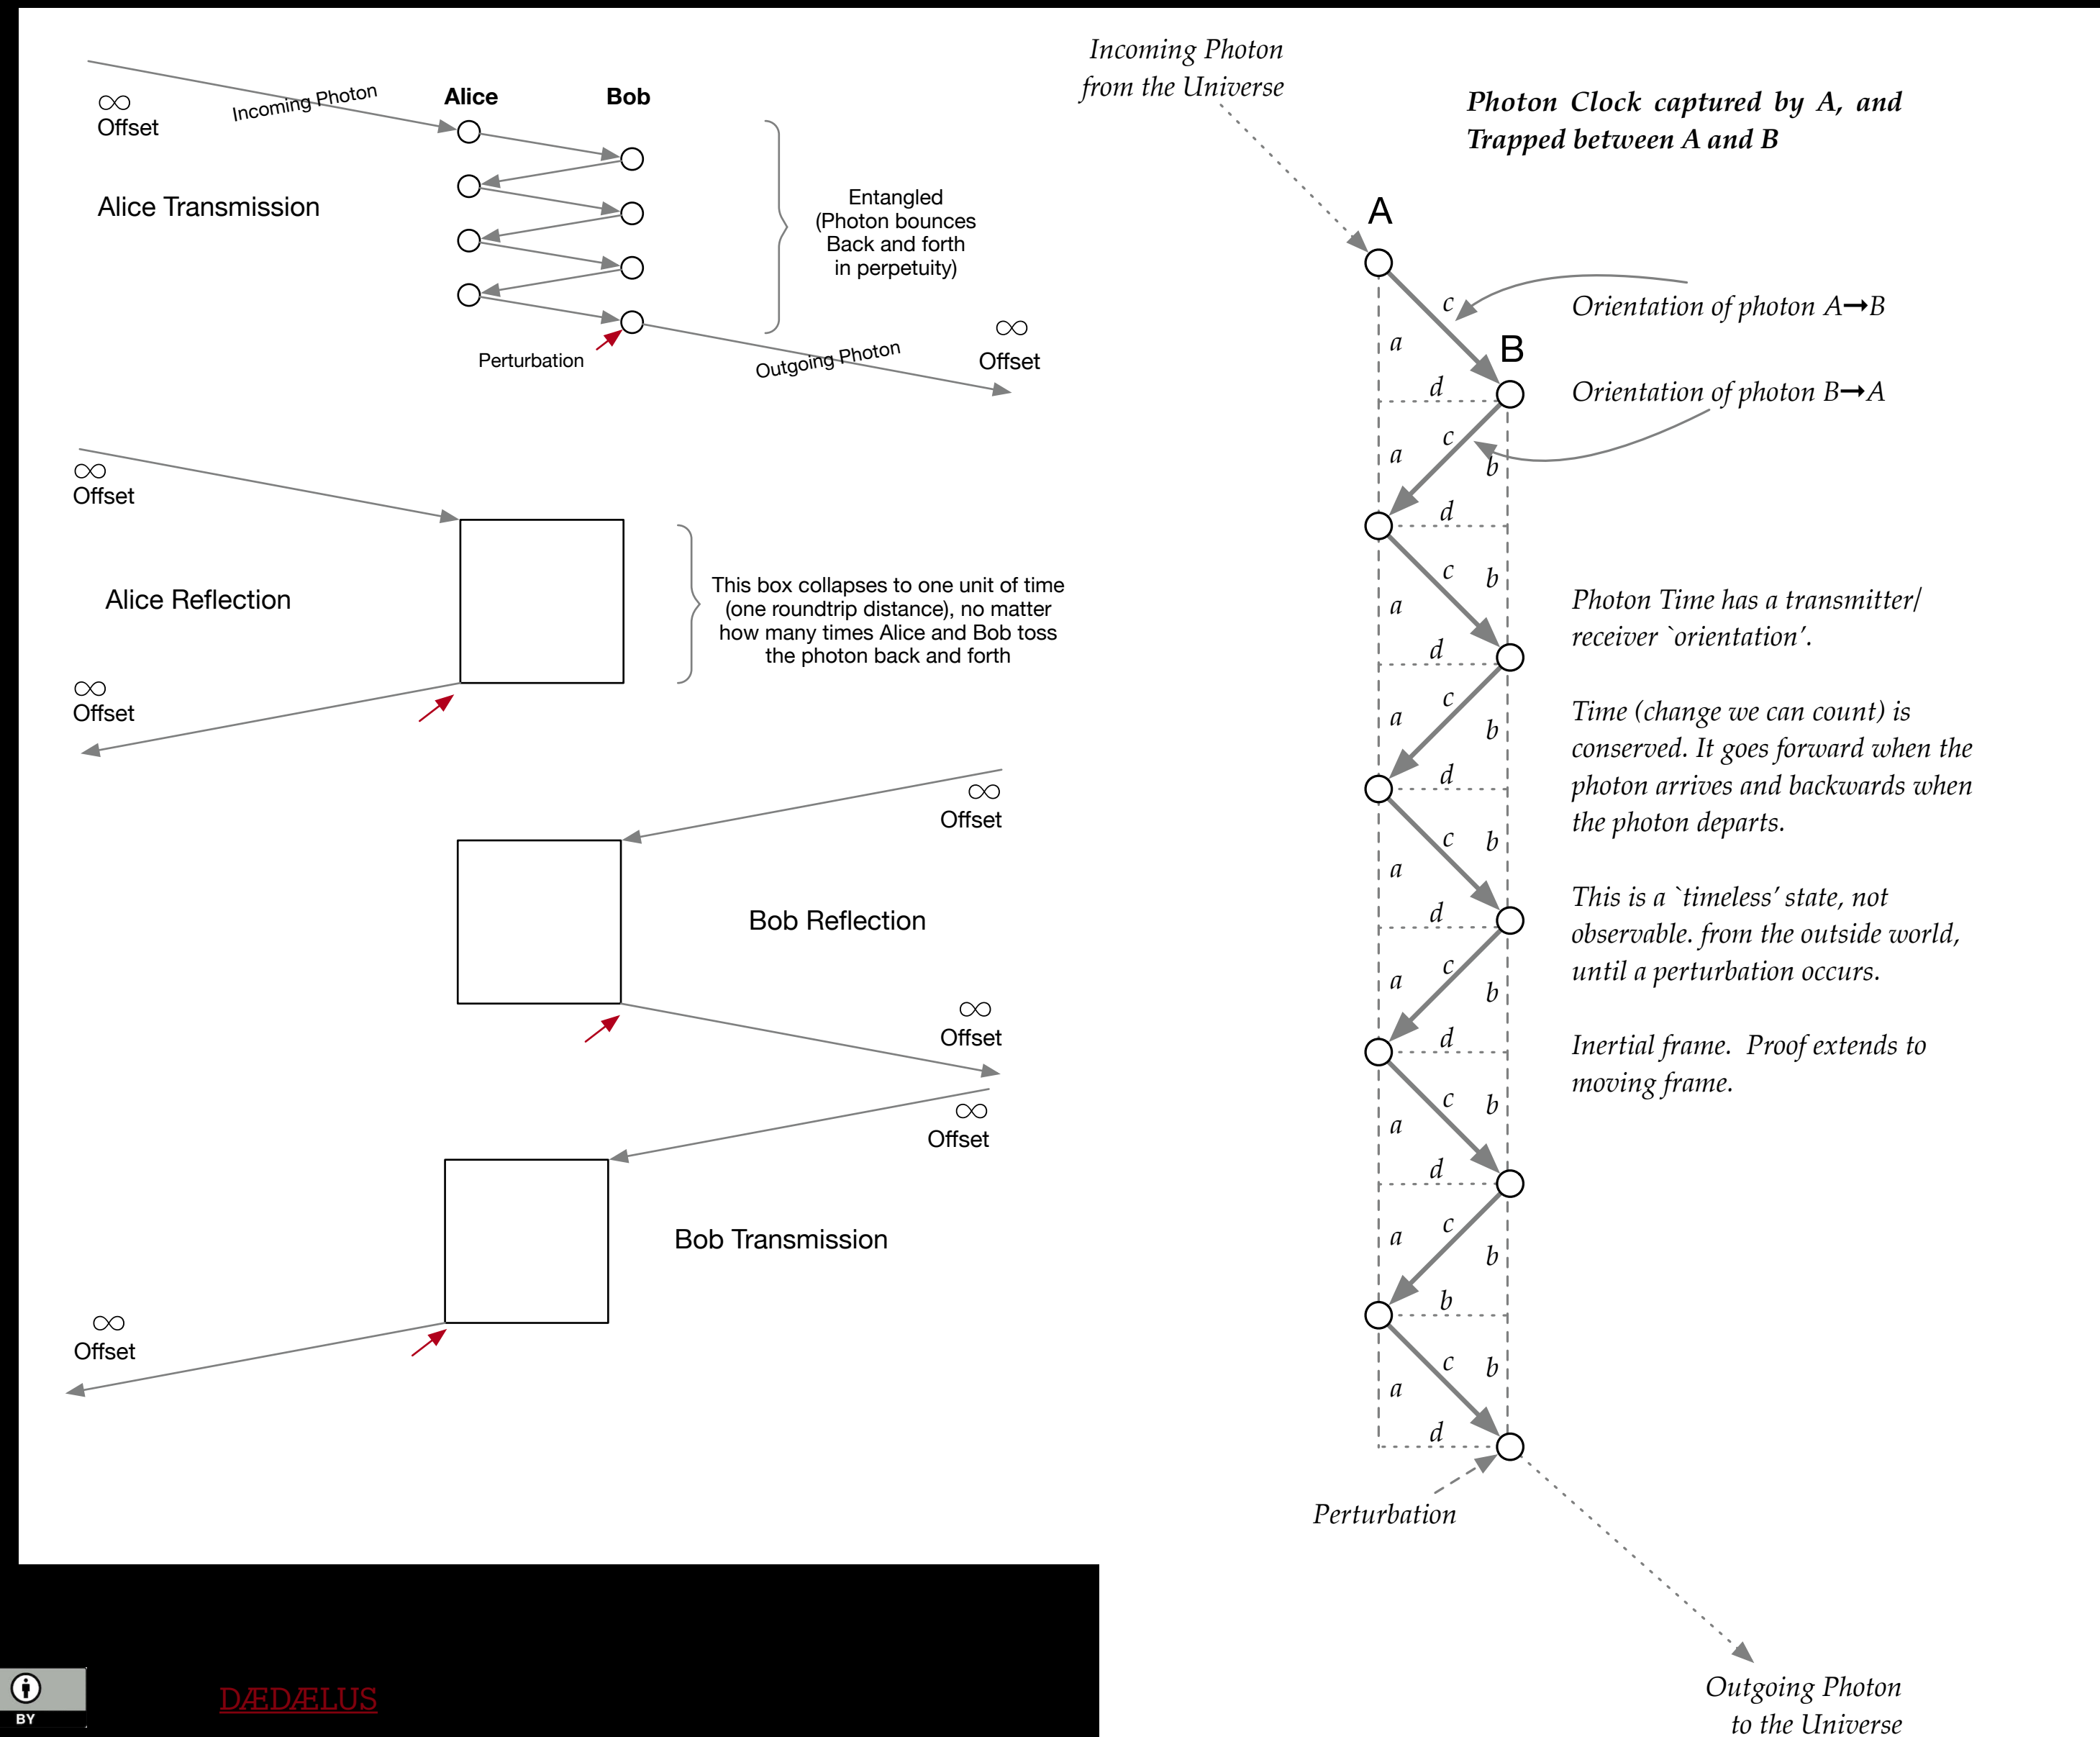 ∞
Offset
Incoming Photon
Alice
Bob
Alice Transmission
Entangled
(Photon bounces
Back and forth
in perpetuity)
Perturbation
Outgoing Photon
∞
Offset
∞
Offset
Alice Reflection
This box collapses to one unit of time
(one roundtrip distance), no matter
how many times Alice and Bob toss
the photon back and forth
∞
Offset
∞
Offset
Bob Reflection
∞
Offset
∞
Offset
Bob Transmission
∞
Offset
BY
DÆDÆLUS
Incoming Photon
from the Universe
Photon Clock captured by A, and
Trapped between A and B
A
c
Orientation of photon A→B
a
B
d
Orientation of photon B→A
c
a
b
d
c
b
a
d
c
a
b
d
c
b
a
d
c
a
b
d
c
b
a
d
c
a
b
b
c
b
a
d
Photon Time has a transmitter/
receiver `orientation'.
Time (change we can count) is
conserved. It goes forward when the
photon arrives and backwards when
the photon departs.
This is a `timeless' state, not
observable. from the outside world,
until a perturbation occurs.
Inertial frame. Proof extends to
moving frame.
Perturbation
Outgoing Photon
to the Universe